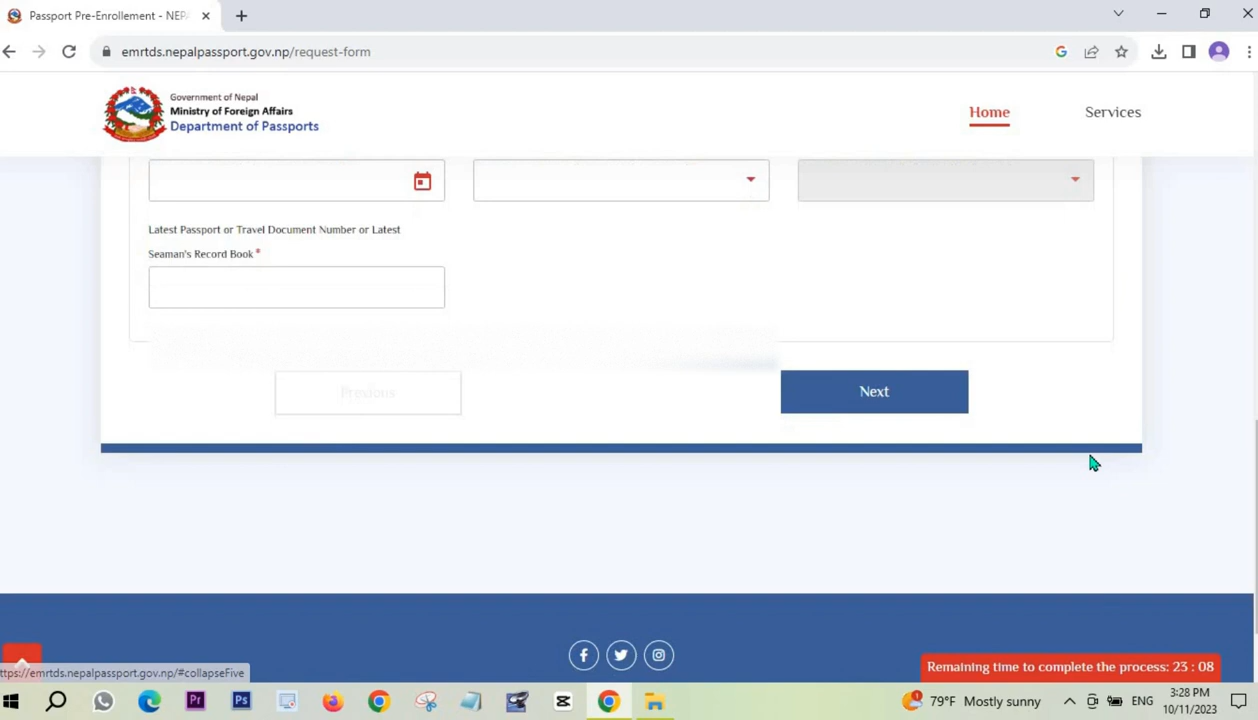 Passport Pre-Enrollement - NEP
emrtds.nepalpassport.gov.np/request-form
Government of Nepal
Ministry of Foreign Affairs
Department of Passports
Home
Services
Latest Passport or Travel Document Number or Latest
Seaman's Record Book *
Previous
Next
Remaining time to complete the process: 23 : 08
ttps://emrtds.nepalpassport.gov.np/#collapseFive
79°F Mostly sunny
ENG
3:28 PM
10/11/2023